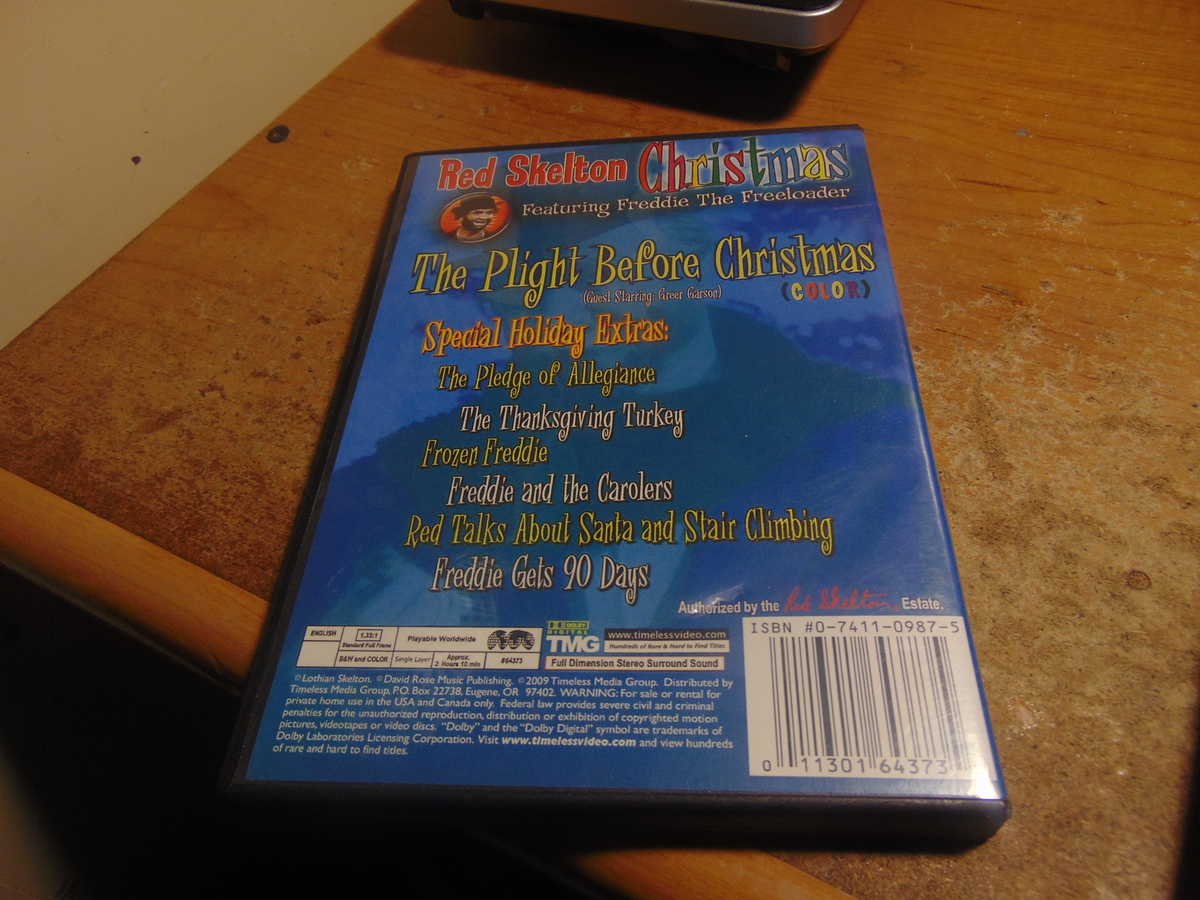 Red Skelton Christmas
Featuring Freddie The Freeloader
The Plight Before Christmas
(Guest Starring: Greer Garson)
(COLOR)
Special Holiday Extras:
The Pledge of Allegiance
The Thanksgiving Turkey
Frozen Freddie
Freddie and the Carolers
Red Talks About Santa and Stair Climbing
Freddie Gets 90 Days
Authorized by the Red Skelton Estate.
ENGLISH
1.33:1
Standard Full Frame
Playable Worldwide
B&W and COLOR
Single Layer
Approx.
2 Hours 10 min
#64373
DOLBY
DIGITAL
TMG
www.timelessvideo.com
Hundreds of Rare & Hard to Find Titles
Full Dimension Stereo Surround Sound
ISBN #0-7411-0987-5
©Lothian Skelton. ©David Rose Music Publishing. ©2009 Timeless Media Group. Distributed by
Timeless Media Group, P.O. Box 22738, Eugene, OR 97402. WARNING: For sale or rental for
private home use in the USA and Canada only. Federal law provides severe civil and criminal
penalties for the unauthorized reproduction, distribution or exhibition of copyrighted motion
pictures, videotapes or video discs. "Dolby" and the "Dolby Digital" symbol are trademarks of
Dolby Laboratories Licensing Corporation. Visit www.timelessvideo.com and view hundreds
of rare and hard to find titles.
0 11301 64373